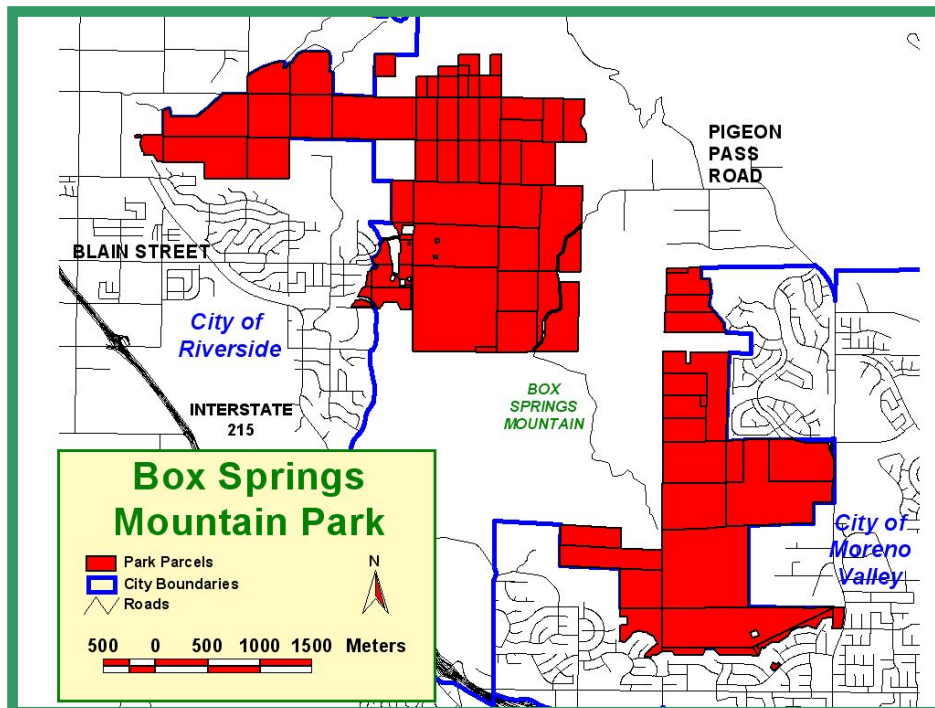 PIGEON
PASS
ROAD
BLAIN STREET
City of
Riverside
INTERSTATE
215
BOX
SPRINGS
MOUNTAIN
City of
Moreno
Valley
Box Springs
Mountain Park
Park Parcels
City Boundaries
Roads
N
500 0 500 1000 1500 Meters